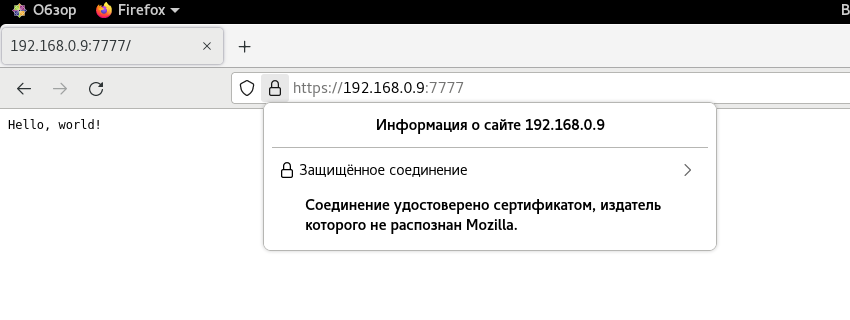 Обзор Firefox В
192.168.0.9:7777/
https://192.168.0.9:7777
Hello, world!
Информация о сайте 192.168.0.9
Защищённое соединение
Соединение удостоверено сертификатом, издатель
которого не распознан Mozilla.